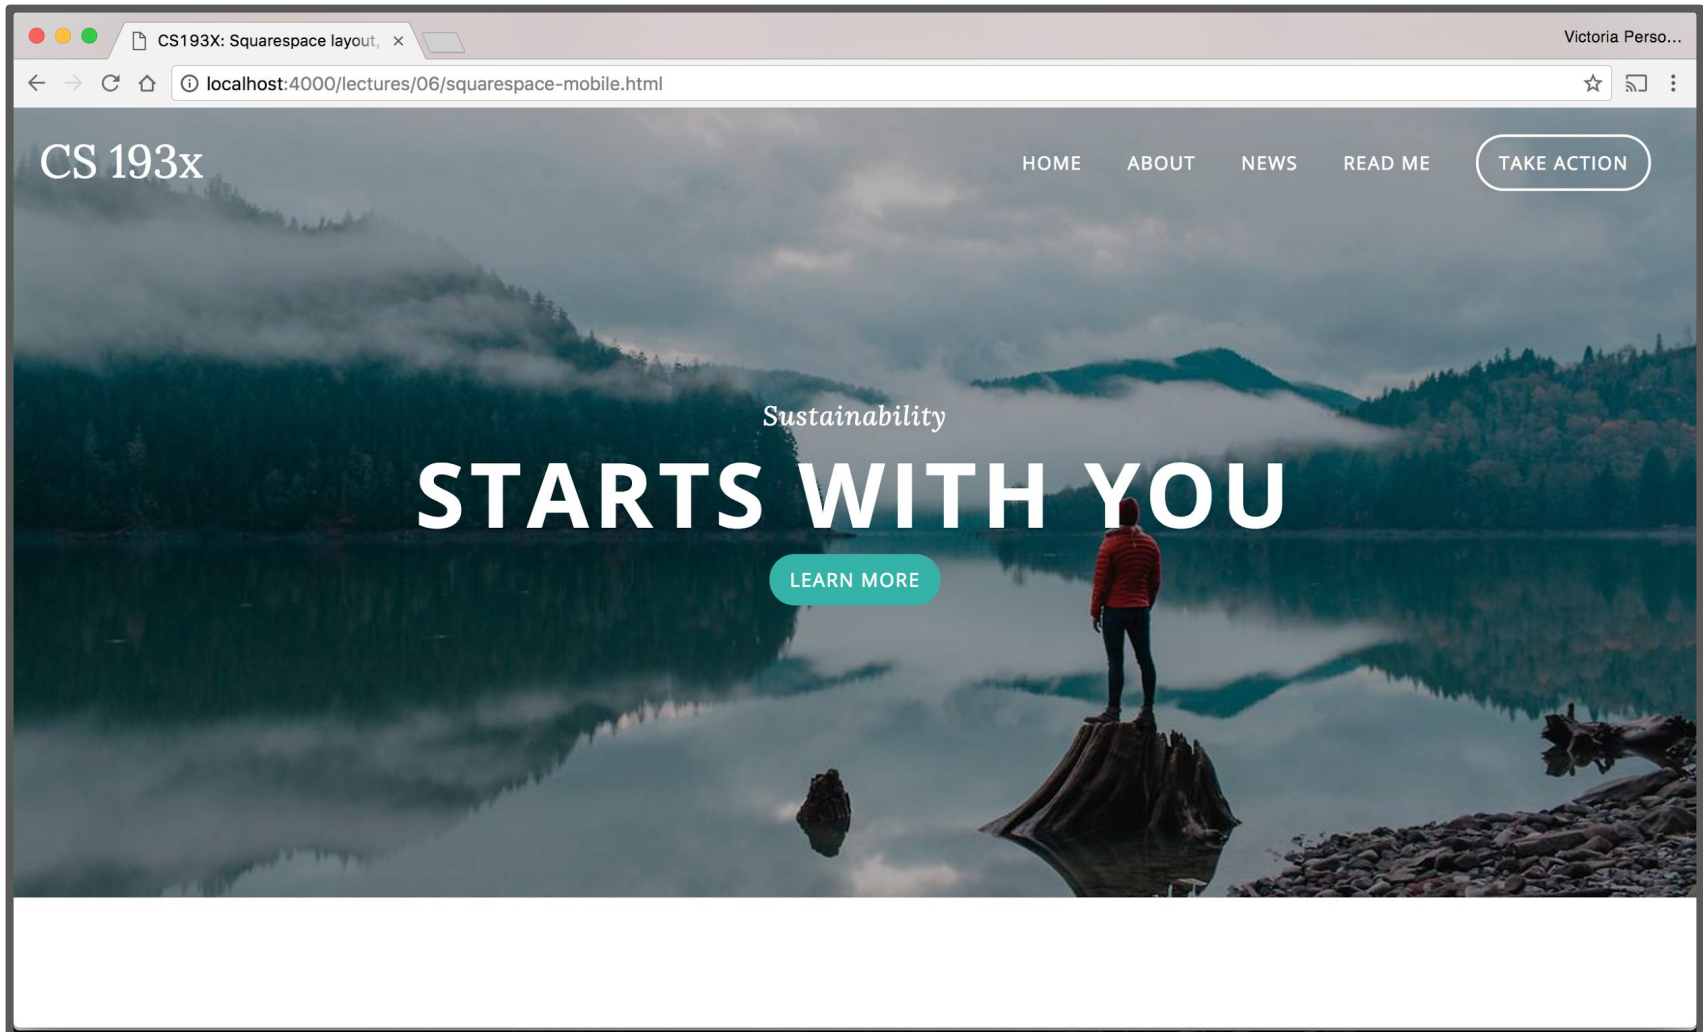 CS193X: Squarespace layout,
Victoria Perso...
localhost:4000/lectures/06/squarespace-mobile.html
CS 193x
HOME ABOUT NEWS READ ME TAKE ACTION
Sustainability
STARTS WITH YOU
LEARN MORE